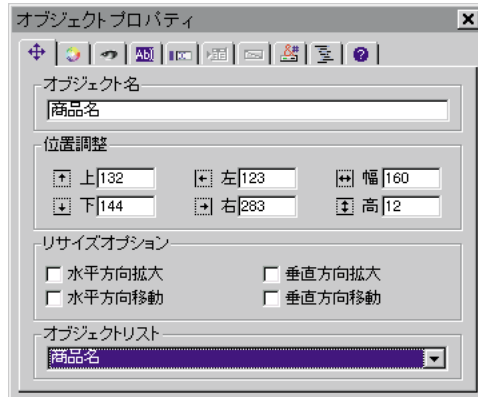 オブジェクトプロパティ
Ab
オブジェクト名
商品名
位置調整
上 132 左 123 幅 160
下 144 右 283 高 12
リサイズオプション
水平方向拡大 垂直方向拡大
水平方向移動 垂直方向移動
オブジェクトリスト
商品名